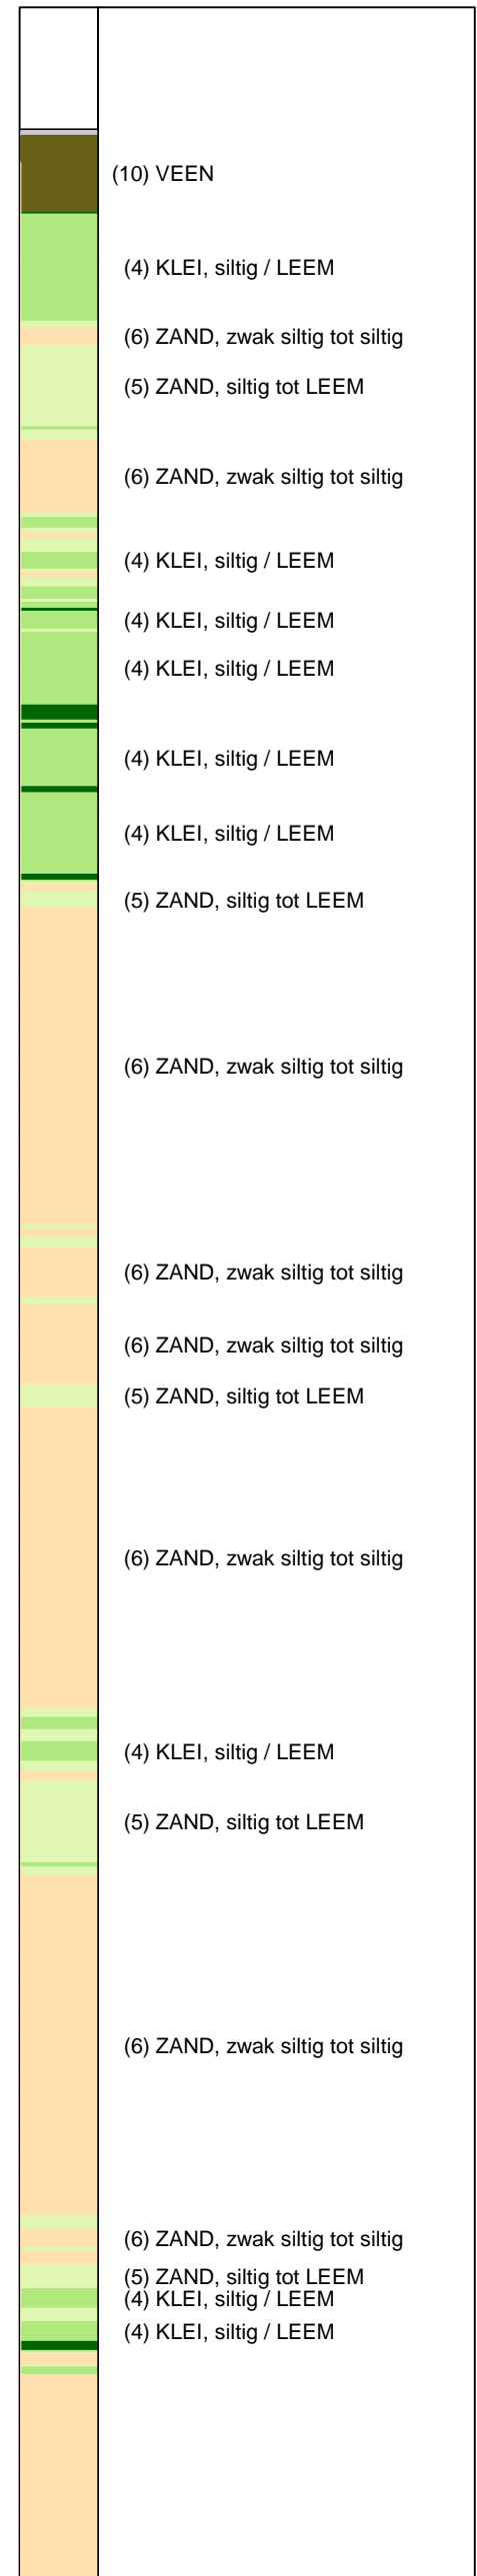 (10) VEEN
(4) KLEI, siltig / LEEM
(6) ZAND, zwak siltig tot siltig
(5) ZAND, siltig tot LEEM
(6) ZAND, zwak siltig tot siltig
(4) KLEI, siltig / LEEM
(4) KLEI, siltig / LEEM
(4) KLEI, siltig / LEEM
(4) KLEI, siltig / LEEM
(4) KLEI, siltig / LEEM
(5) ZAND, siltig tot LEEM
(6) ZAND, zwak siltig tot siltig
(6) ZAND, zwak siltig tot siltig
(6) ZAND, zwak siltig tot siltig
(5) ZAND, siltig tot LEEM
(6) ZAND, zwak siltig tot siltig
(4) KLEI, siltig / LEEM
(5) ZAND, siltig tot LEEM
(6) ZAND, zwak siltig tot siltig
(6) ZAND, zwak siltig tot siltig
(5) ZAND, siltig tot LEEM
(4) KLEI, siltig / LEEM
(4) KLEI, siltig / LEEM